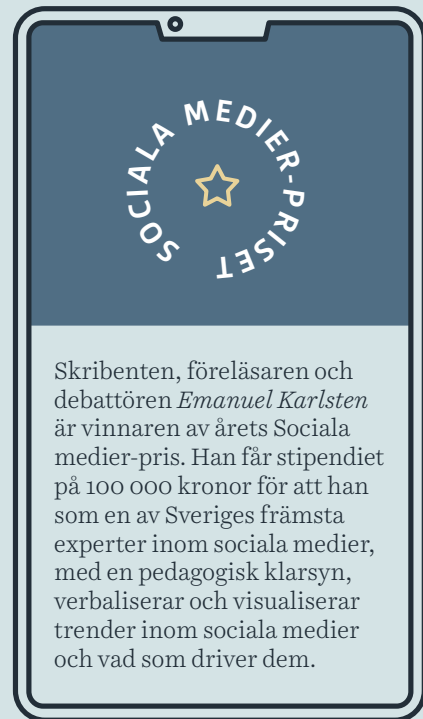 SOCIALA MEDIER-PRISET
Skribenten, föreläsaren och
debattören Emanuel Karlsten
är vinnaren av årets Sociala
medier-pris. Han får stipendiet
på 100 000 kronor för att han
som en av Sveriges främsta
experter inom sociala medier,
med en pedagogisk klarsyn,
verbaliserar och visualiserar
trender inom sociala medier
och vad som driver dem.